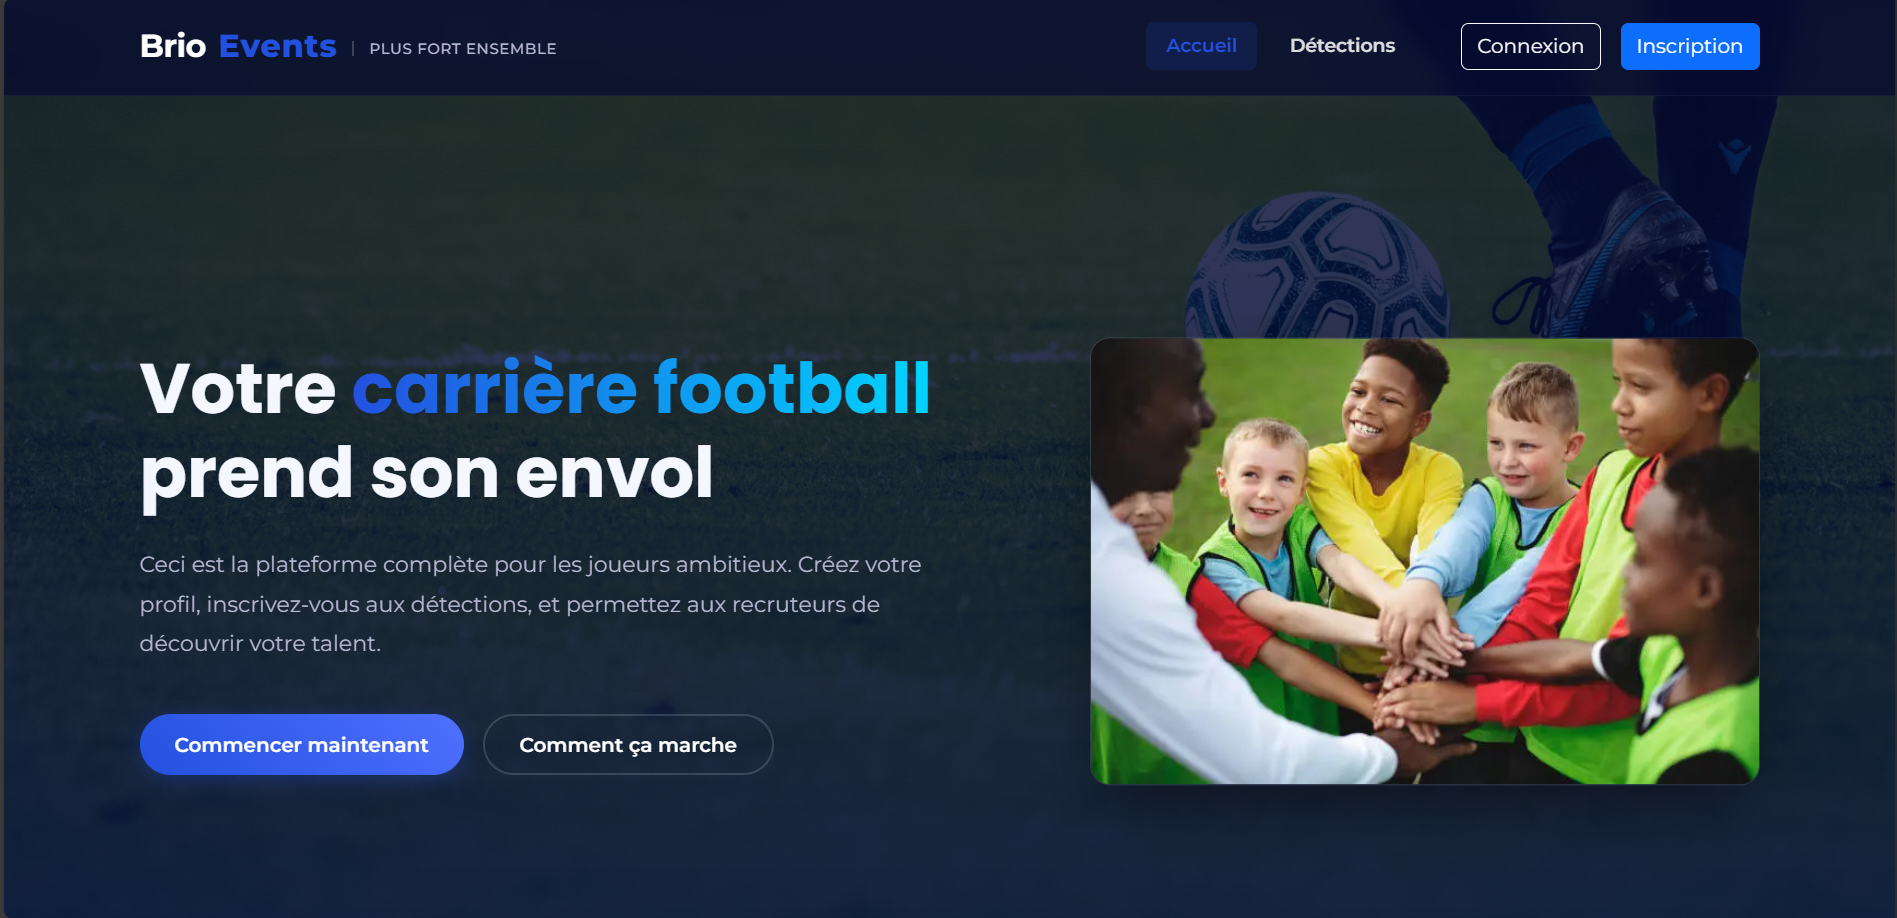 Brio Events | PLUS FORT ENSEMBLE
Accueil
Détections
Connexion
Inscription
Votre carrière football
prend son envol
Ceci est la plateforme complète pour les joueurs ambitieux. Créez votre
profil, inscrivez-vous aux détections, et permettez aux recruteurs de
découvrir votre talent.
Commencer maintenant
Comment ça marche